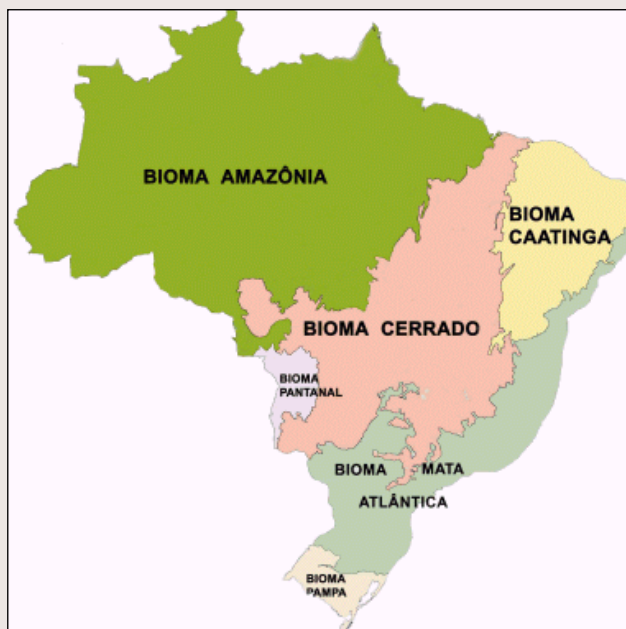 BIOMA AMAZÔNIA
BIOMA
CAATINGA
BIOMA CERRADO
BIOMA
PANTANAL
BIOMA MATA
ATLÂNTICA
BIOMA
PAMPA